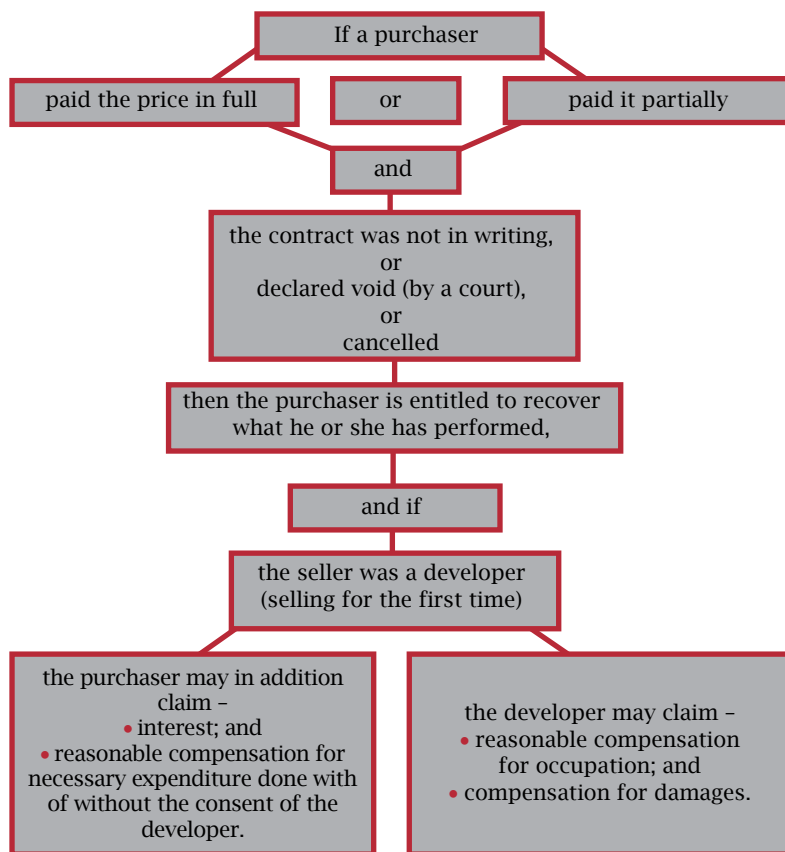 If a purchaser
paid the price in full
or
paid it partially
and
the contract was not in writing,
or
declared void (by a court),
or
cancelled
then the purchaser is entitled to recover
what he or she has performed,
and if
the seller was a developer
(selling for the first time)
the purchaser may in addition
claim –
• interest; and
• reasonable compensation for
necessary expenditure done with
of without the consent of the
developer.
the developer may claim –
• reasonable compensation
for occupation; and
• compensation for damages.